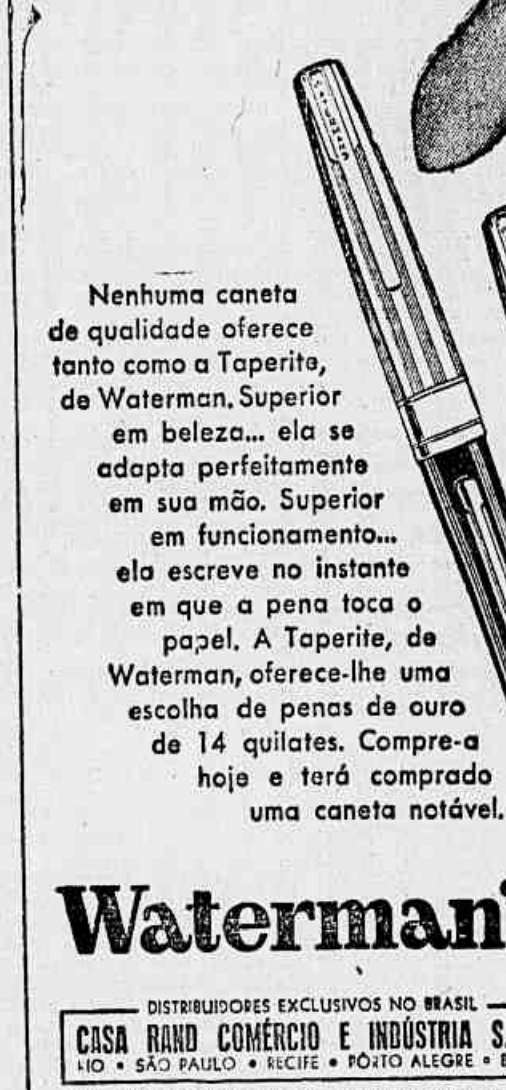 Nenhuma caneta
de qualidade oferece
tanto como a Taperite,
de Waterman. Superior
em beleza... ela se
adapta perfeitamente
em sua mão. Superior
em funcionamento...
ela escreve no instante
em que a pena toca o
papel. A Taperite, de
Waterman, oferece-lhe uma
escolha de penas de ouro
de 14 quilates. Compre-a
hoje e terá comprado
uma caneta notável.
Waterman'
DISTRIBUIDORES EXCLUSIVOS NO BRASIL
CASA RAND COMÉRCIO E INDÚSTRIA S.
RIO • SÃO PAULO • RECIFE • PÔRTO ALEGRE •